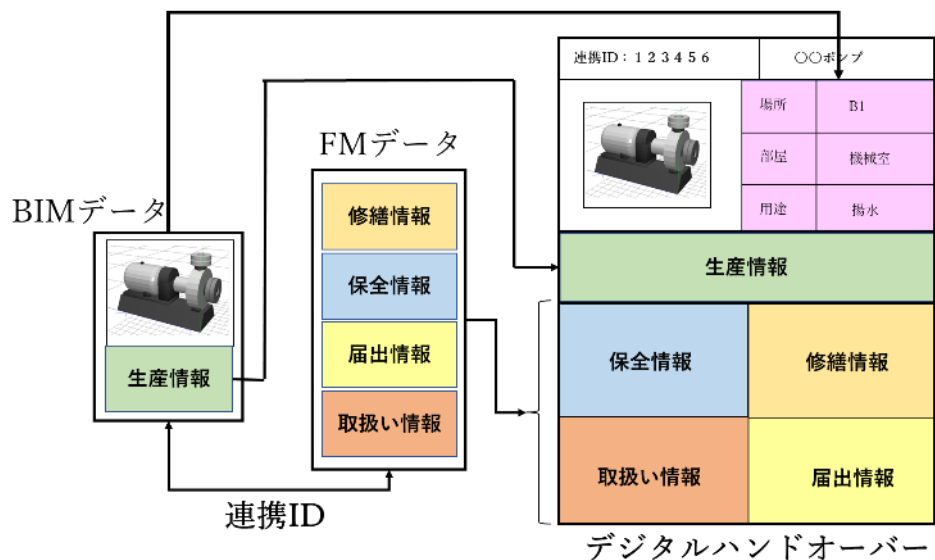 BIMデータ
生産情報
FMデータ
修繕情報
保全情報
届出情報
取扱い情報
連携ID
連携ID：１２３４５６
〇〇ポンプ
場所
B1
部屋
機械室
用途
揚水
生産情報
保全情報
修繕情報
取扱い情報
届出情報
デジタルハンドオーバー